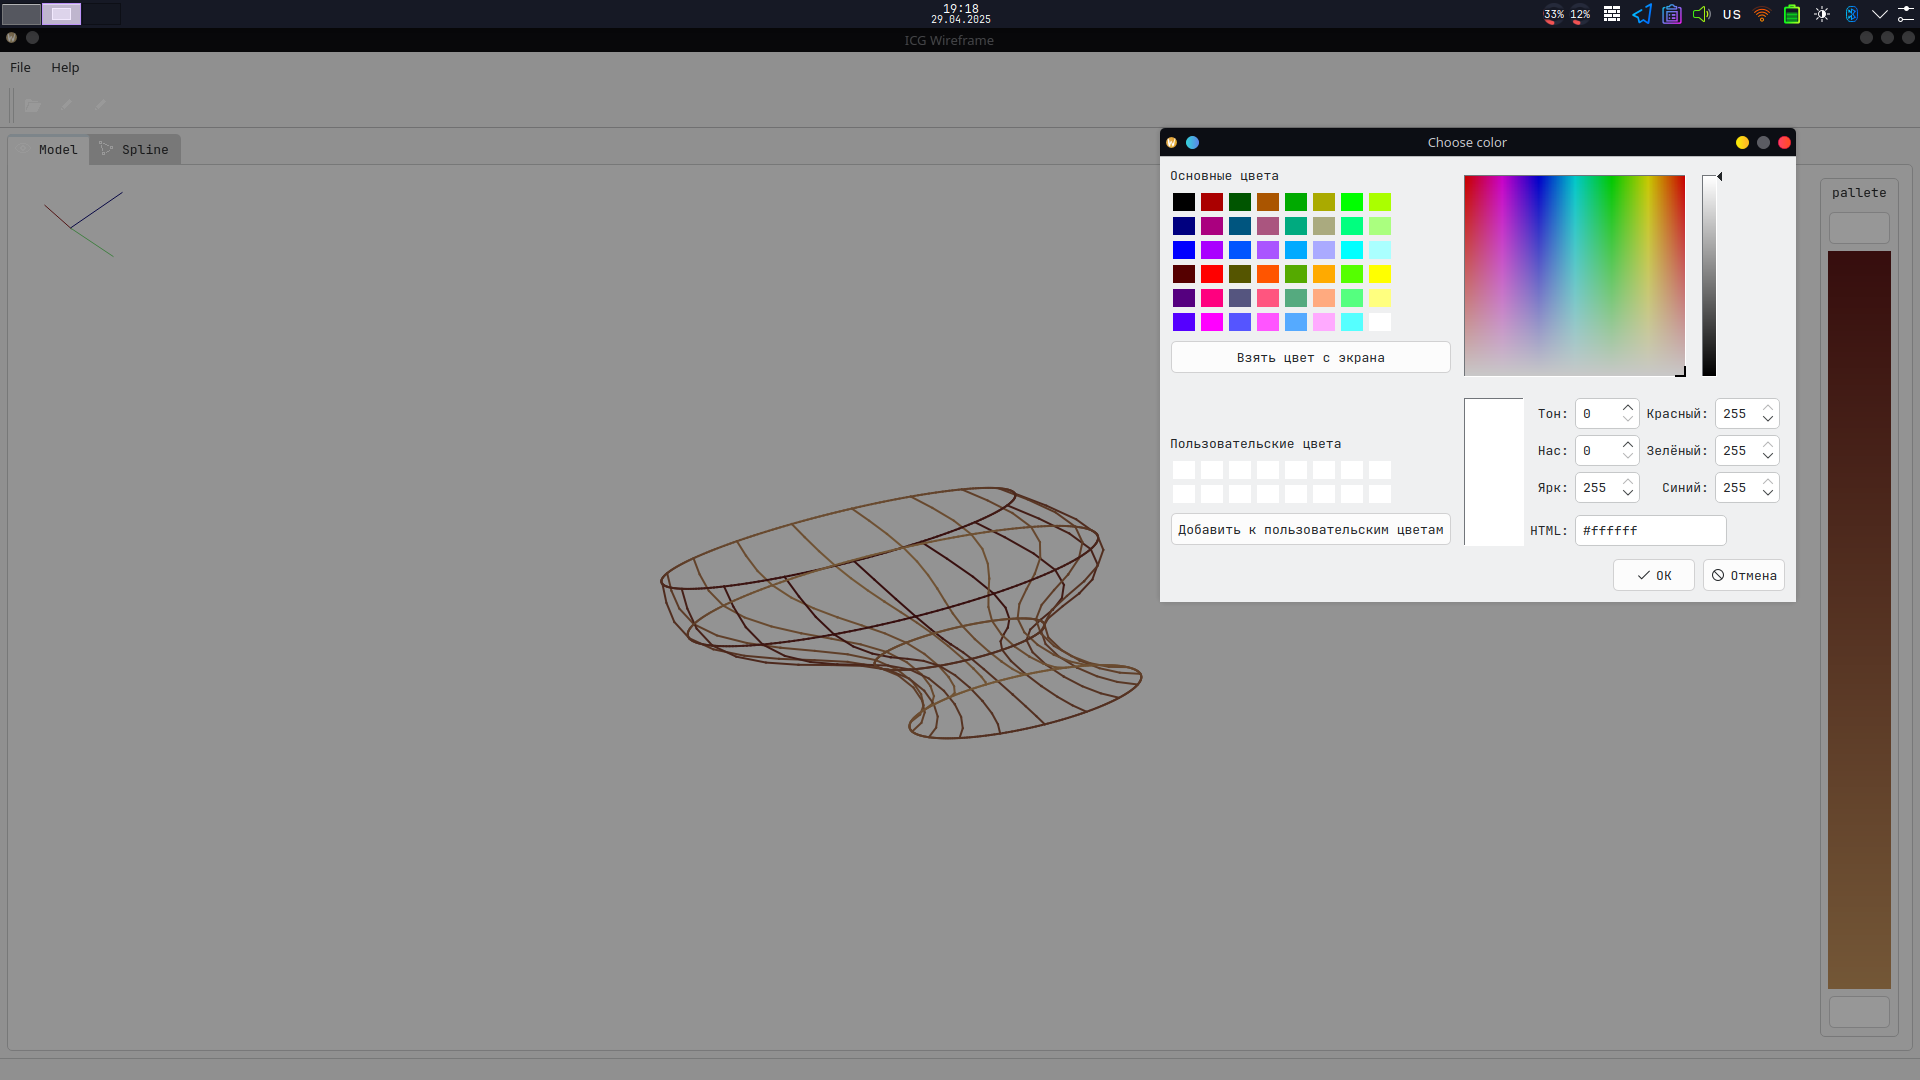 19:18
29.04.2025
33% 12%
US
ICG Wireframe
File Help
Model Spline
pallete
Choose color
Основные цвета
Взять цвет с экрана
Пользовательские цвета
Добавить к пользовательским цветам
Тон: 0 Красный: 255
Нас: 0 Зелёный: 255
Ярк: 255 Синий: 255
HTML: #ffffff
OK Отмена